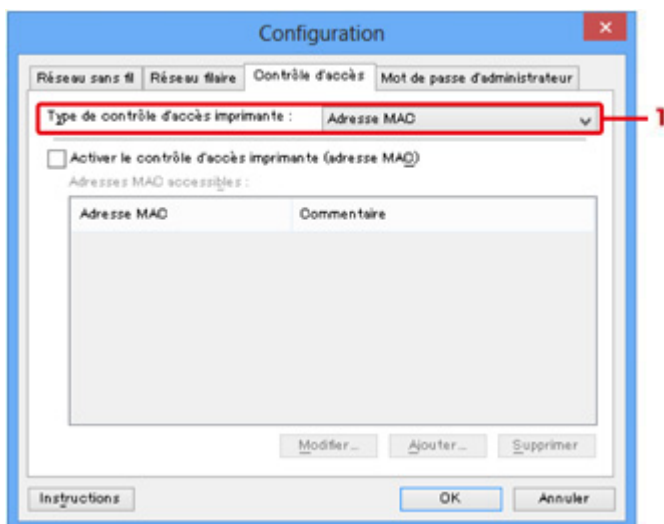 Configuration
Réseau sans fil Réseau filaire Contrôle d'accès Mot de passe d'administrateur
Type de contrôle d'accès imprimante : Adresse MAC 1
Activer le contrôle d'accès imprimante (adresse MAC)
Adresses MAC accessibles :
Adresse MAC Commentaire
Modifier... Ajouter... Supprimer
Instructions OK Annuler